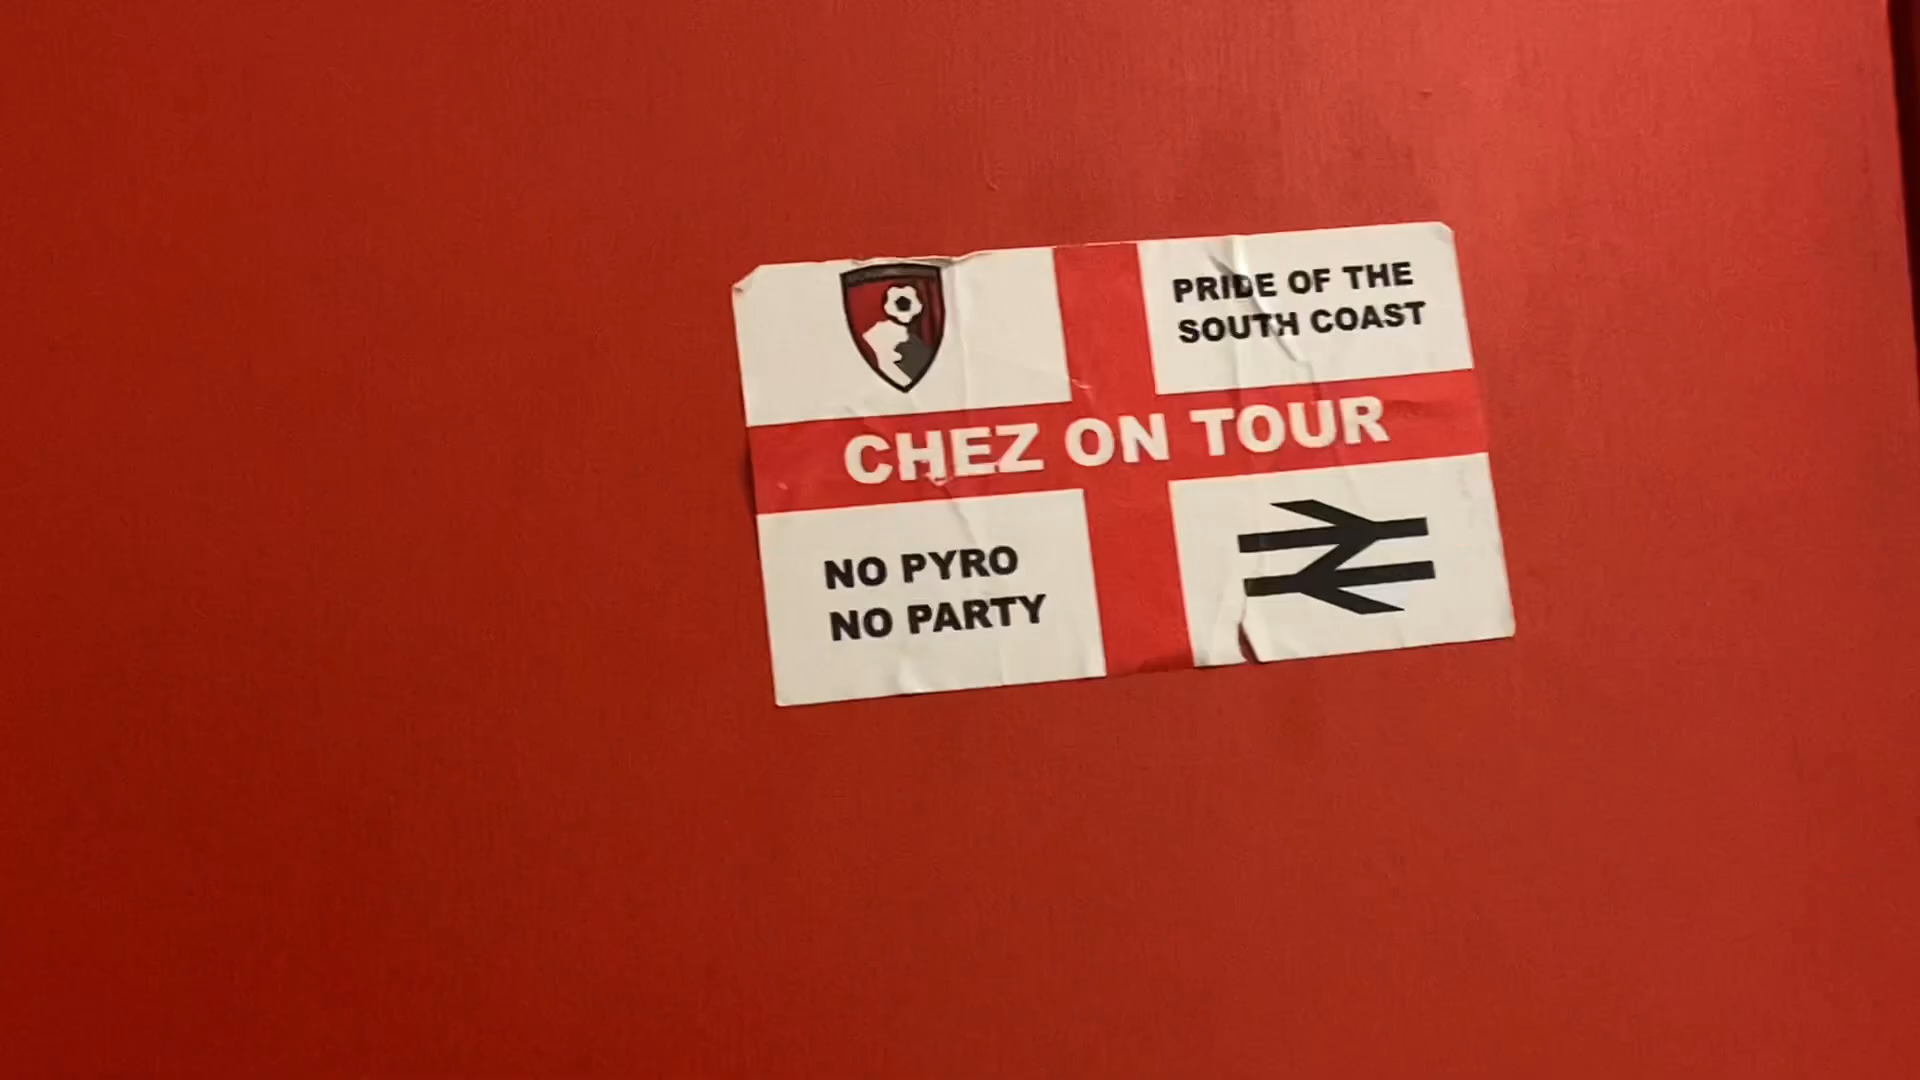 PRIDE OF THE
SOUTH COAST
CHEZ ON TOUR
NO PYRO
NO PARTY